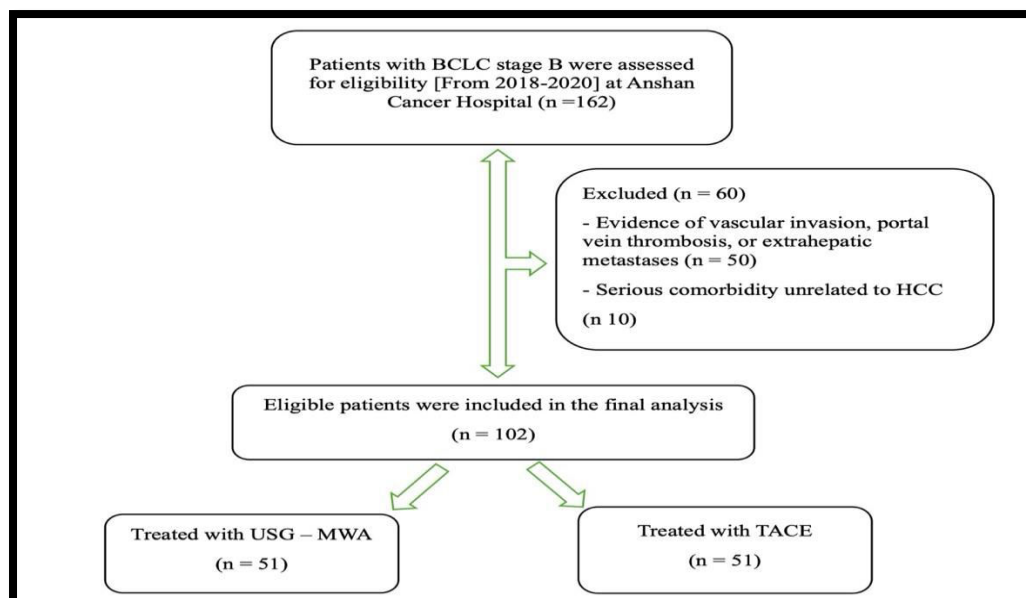 Patients with BCLC stage B were assessed
for eligibility [From 2018-2020] at Anshan
Cancer Hospital (n =162)
Excluded (n = 60)
- Evidence of vascular invasion, portal
vein thrombosis, or extrahepatic
metastases (n = 50)
- Serious comorbidity unrelated to HCC
(n 10)
Eligible patients were included in the final analysis
(n = 102)
Treated with USG – MWA
(n = 51)
Treated with TACE
(n = 51)